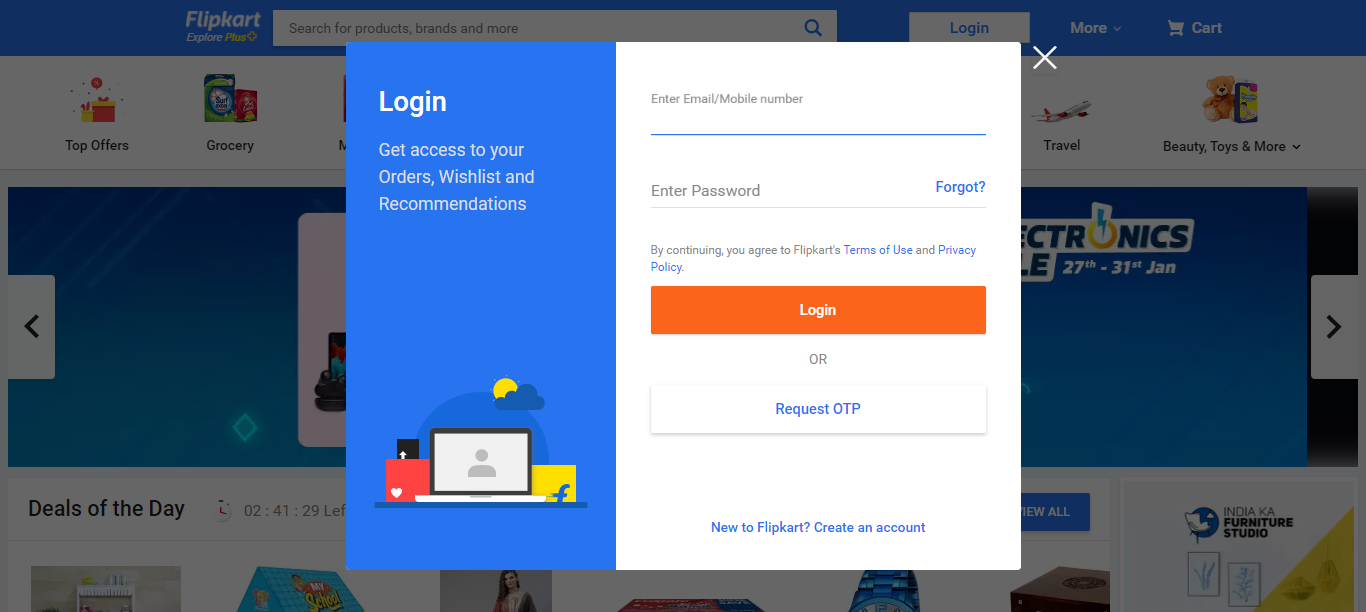 Flipkart
Explore Plus
Search for products, brands and more
Login
More
Cart
Top Offers
Grocery
M
Travel
Beauty, Toys & More
Login
Get access to your
Orders, Wishlist and
Recommendations
Enter Email/Mobile number
Enter Password
Forgot?
By continuing, you agree to Flipkart's Terms of Use and Privacy
Policy.
Login
OR
Request OTP
New to Flipkart? Create an account
ECTRONICS
LE 27th - 31st Jan
Deals of the Day
02 : 41 : 29 Lef
VIEW ALL
INDIA KA
FURNITURE
STUDIO
MY
School